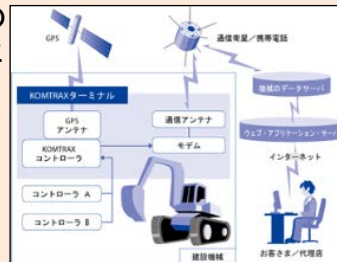 GPS
通信衛星／携帯電話
KOMTRAXターミナル
GPS
アンテナ
通信アンテナ
KOMTRAX
コントローラ
モデム
コントローラ A
コントローラ B
建設機械
機械のデータサーバ
ウェブ・アプリケーション・サーバ
インターネット
お客さま／代理店